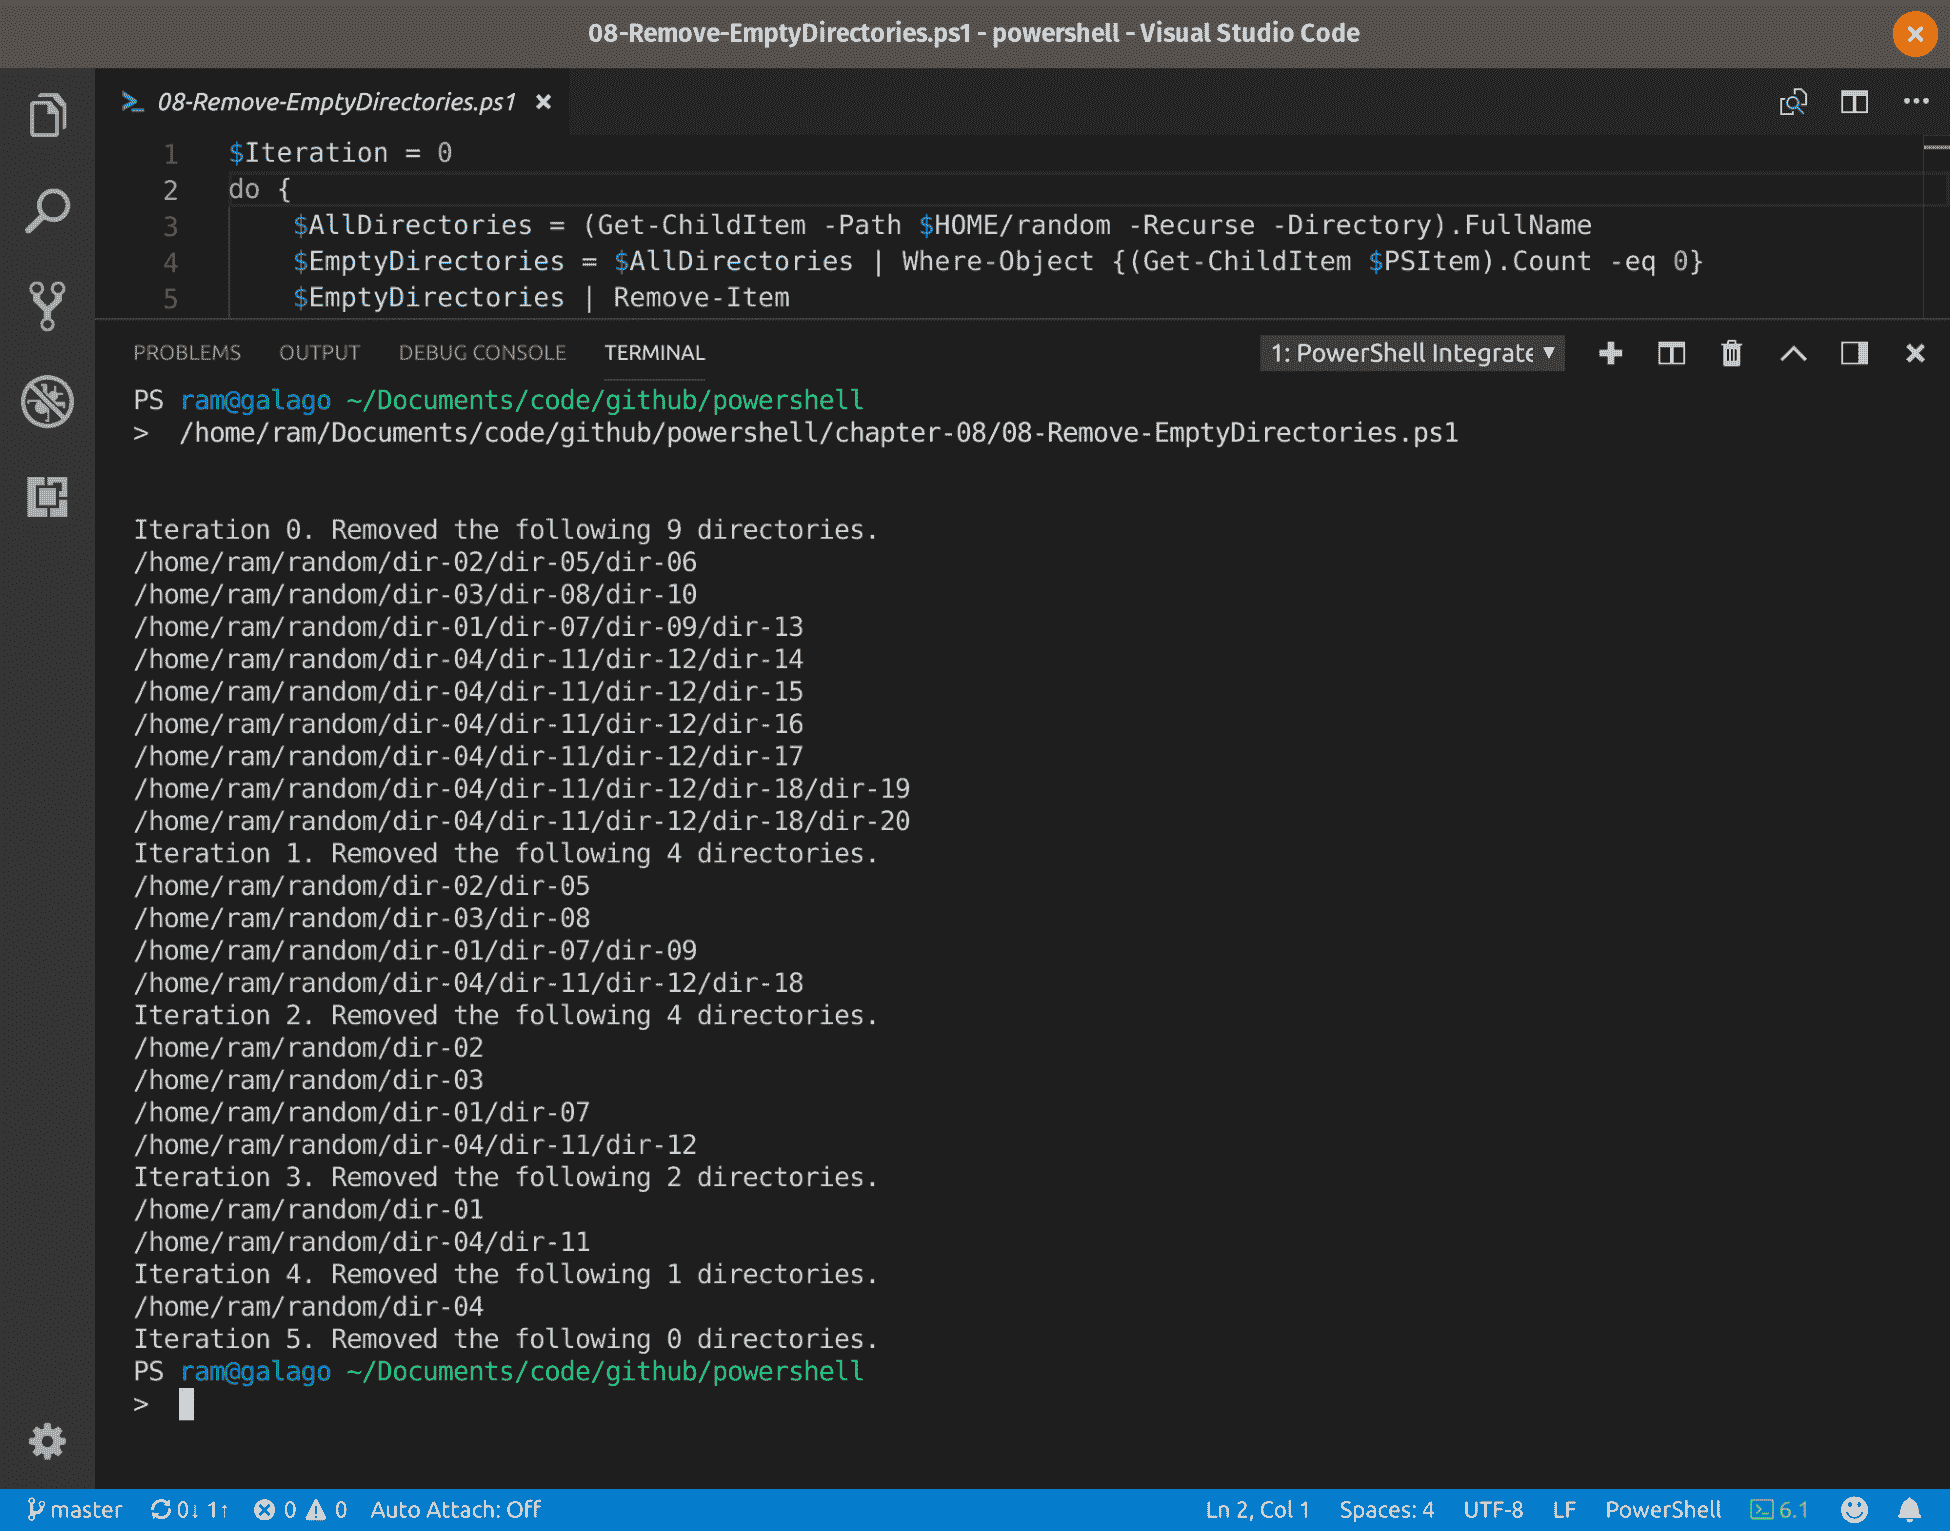 08-Remove-EmptyDirectories.ps1 - powershell - Visual Studio Code
08-Remove-EmptyDirectories.ps1
1 $Iteration = 0
2 do {
3 $AllDirectories = (Get-ChildItem -Path $HOME/random -Recurse -Directory).FullName
4 $EmptyDirectories = $AllDirectories | Where-Object {(Get-ChildItem $PSItem).Count -eq 0}
5 $EmptyDirectories | Remove-Item
PROBLEMS OUTPUT DEBUG CONSOLE TERMINAL 1: PowerShell Integrate
PS ram@galago ~/Documents/code/github/powershell
> /home/ram/Documents/code/github/powershell/chapter-08/08-Remove-EmptyDirectories.ps1
Iteration 0. Removed the following 9 directories.
/home/ram/random/dir-02/dir-05/dir-06
/home/ram/random/dir-03/dir-08/dir-10
/home/ram/random/dir-01/dir-07/dir-09/dir-13
/home/ram/random/dir-04/dir-11/dir-12/dir-14
/home/ram/random/dir-04/dir-11/dir-12/dir-15
/home/ram/random/dir-04/dir-11/dir-12/dir-16
/home/ram/random/dir-04/dir-11/dir-12/dir-17
/home/ram/random/dir-04/dir-11/dir-12/dir-18/dir-19
/home/ram/random/dir-04/dir-11/dir-12/dir-18/dir-20
Iteration 1. Removed the following 4 directories.
/home/ram/random/dir-02/dir-05
/home/ram/random/dir-03/dir-08
/home/ram/random/dir-01/dir-07/dir-09
/home/ram/random/dir-04/dir-11/dir-12/dir-18
Iteration 2. Removed the following 4 directories.
/home/ram/random/dir-02
/home/ram/random/dir-03
/home/ram/random/dir-01/dir-07
/home/ram/random/dir-04/dir-11/dir-12
Iteration 3. Removed the following 2 directories.
/home/ram/random/dir-01
/home/ram/random/dir-04/dir-11
Iteration 4. Removed the following 1 directories.
/home/ram/random/dir-04
Iteration 5. Removed the following 0 directories.
PS ram@galago ~/Documents/code/github/powershell
>
master 0↓ 1↑ 0 0 Auto Attach: Off Ln 2, Col 1 Spaces: 4 UTF-8 LF PowerShell 6.1